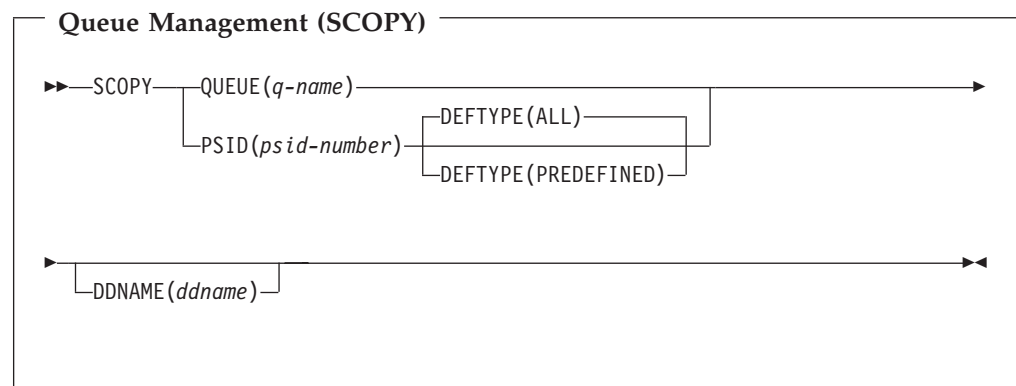 Queue Management (SCOPY)
SCOPY QUEUE(q-name)
DEFTYPE(ALL)
PSID(psid-number)
DEFTYPE(PREDEFINED)
DDNAME(ddname)